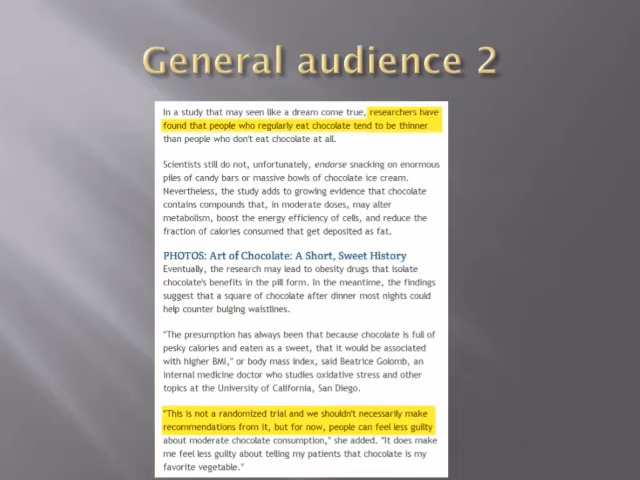 General audience 2
In a study that may seen like a dream come true, researchers have
found that people who regularly eat chocolate tend to be thinner
than people who don't eat chocolate at all.
Scientists still do not, unfortunately, endorse snacking on enormous
piles of candy bars or massive bowls of chocolate ice cream.
Nevertheless, the study adds to growing evidence that chocolate
contains compounds that, in moderate doses, may alter
metabolism, boost the energy efficiency of cells, and reduce the
fraction of calories consumed that get deposited as fat.
PHOTOS: Art of Chocolate: A Short, Sweet History
Eventually, the research may lead to obesity drugs that isolate
chocolate's benefits in the pill form. In the meantime, the findings
suggest that a square of chocolate after dinner most nights could
help counter bulging waistlines.
"The presumption has always been that because chocolate is full of
pesky calories and eaten as a sweet, that it would be associated
with higher BMI," or body mass index, said Beatrice Golomb, an
internal medicine doctor who studies oxidative stress and other
topics at the University of California, San Diego.
"This is not a randomized trial and we shouldn't necessarily make
recommendations from it, but for now, people can feel less guilty
about moderate chocolate consumption," she added. "It does make
me feel less guilty about telling my patients that chocolate is my
favorite vegetable."